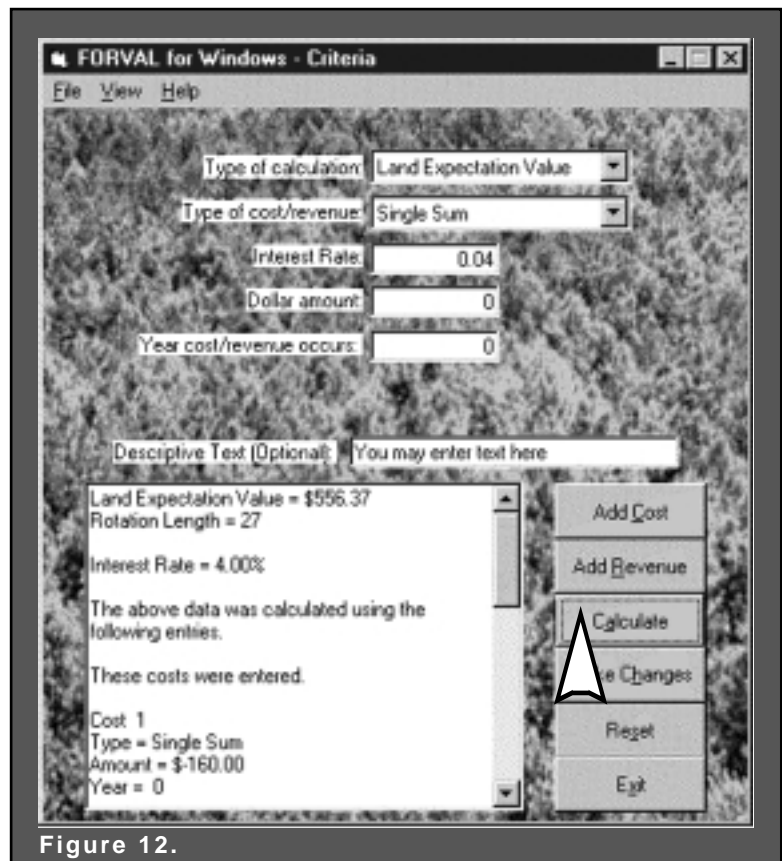 FORVAL for Windows - Criteria
File View Help
Type of calculation: Land Expectation Value
Type of cost/revenue: Single Sum
Interest Rate: 0.04
Dollar amount: 0
Year cost/revenue occurs: 0
Descriptive Text (Optional): You may enter text here
Land Expectation Value = $556.37
Rotation Length = 27
Interest Rate = 4.00%
The above data was calculated using the
following entries.
These costs were entered.
Cost 1
Type = Single Sum
Amount = $-160.00
Year = 0
Add Cost
Add Revenue
Calculate
Changes
Reset
Exit
Figure 12.